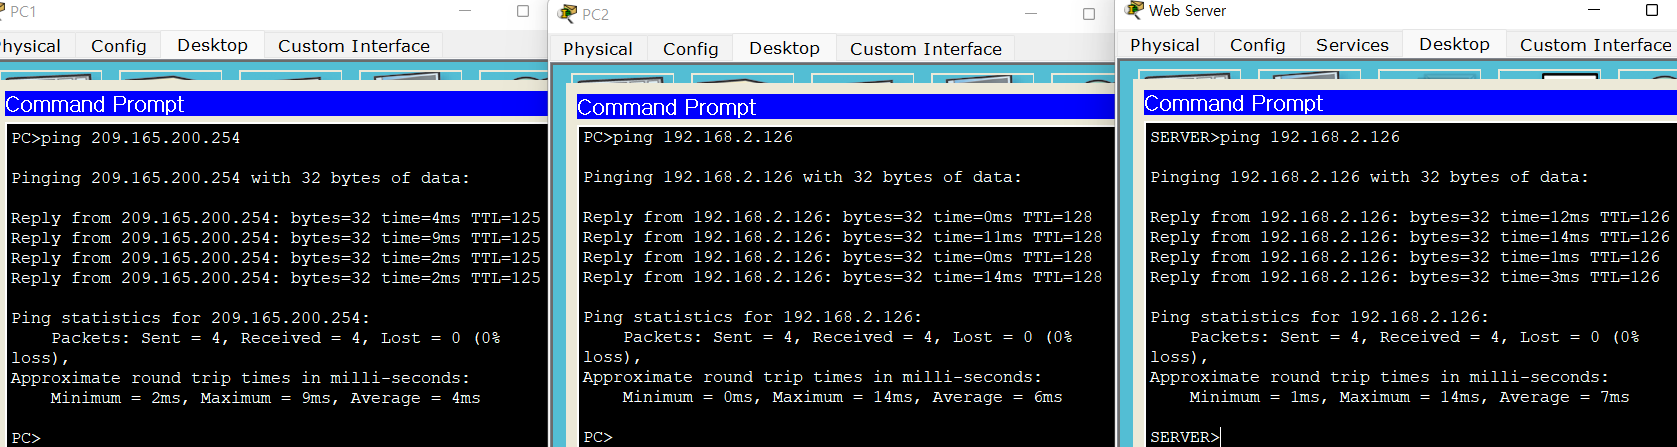 PC1
Physical Config Desktop Custom Interface
Command Prompt
PC>ping 209.165.200.254
Pinging 209.165.200.254 with 32 bytes of data:
Reply from 209.165.200.254: bytes=32 time=4ms TTL=125
Reply from 209.165.200.254: bytes=32 time=9ms TTL=125
Reply from 209.165.200.254: bytes=32 time=2ms TTL=125
Reply from 209.165.200.254: bytes=32 time=2ms TTL=125
Ping statistics for 209.165.200.254:
Packets: Sent = 4, Received = 4, Lost = 0 (0%
loss),
Approximate round trip times in milli-seconds:
Minimum = 2ms, Maximum = 9ms, Average = 4ms
PC>
PC2
Physical Config Desktop Custom Interface
Command Prompt
PC>ping 192.168.2.126
Pinging 192.168.2.126 with 32 bytes of data:
Reply from 192.168.2.126: bytes=32 time=0ms TTL=128
Reply from 192.168.2.126: bytes=32 time=11ms TTL=128
Reply from 192.168.2.126: bytes=32 time=0ms TTL=128
Reply from 192.168.2.126: bytes=32 time=14ms TTL=128
Ping statistics for 192.168.2.126:
Packets: Sent = 4, Received = 4, Lost = 0 (0%
loss),
Approximate round trip times in milli-seconds:
Minimum = 0ms, Maximum = 14ms, Average = 6ms
PC>
Web Server
Physical Config Services Desktop Custom Interface
Command Prompt
SERVER>ping 192.168.2.126
Pinging 192.168.2.126 with 32 bytes of data:
Reply from 192.168.2.126: bytes=32 time=12ms TTL=126
Reply from 192.168.2.126: bytes=32 time=14ms TTL=126
Reply from 192.168.2.126: bytes=32 time=1ms TTL=126
Reply from 192.168.2.126: bytes=32 time=3ms TTL=126
Ping statistics for 192.168.2.126:
Packets: Sent = 4, Received = 4, Lost = 0 (0%
loss),
Approximate round trip times in milli-seconds:
Minimum = 1ms, Maximum = 14ms, Average = 7ms
SERVER>